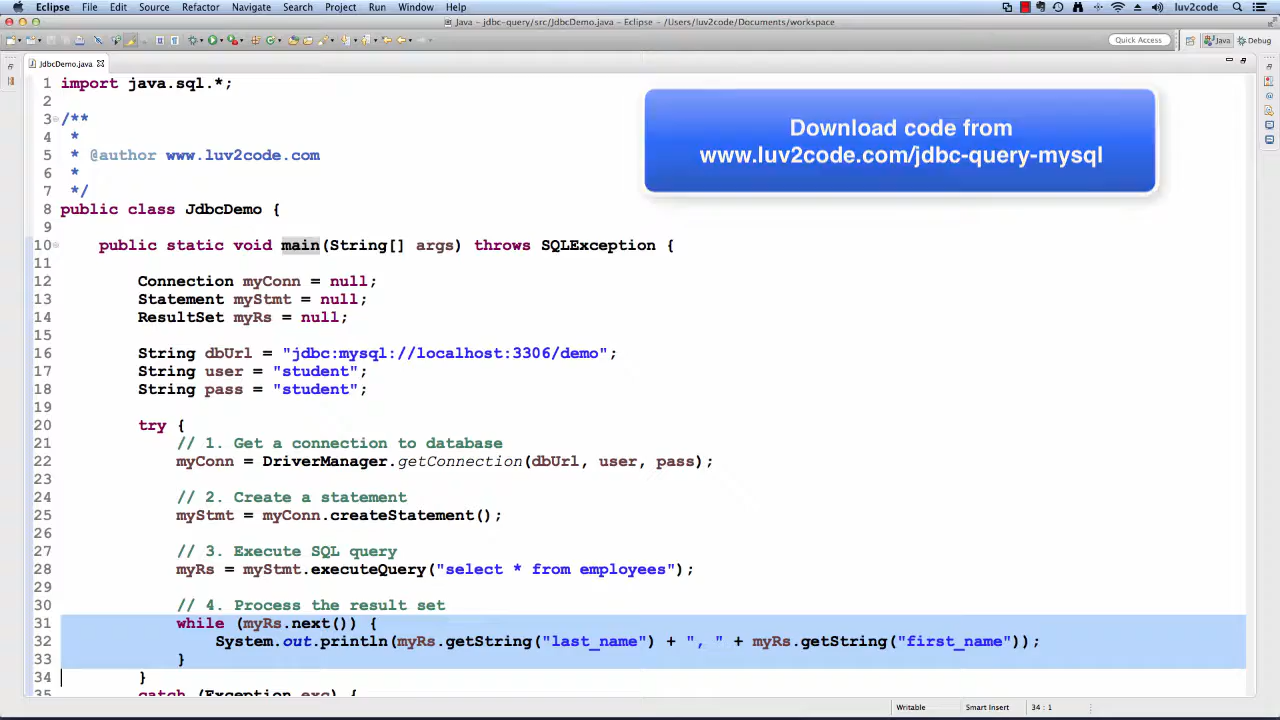 Eclipse File Edit Source Refactor Navigate Search Project Run Window Help luv2code
Java - jdbc-query/src/JdbcDemo.java - Eclipse - /Users/luv2code/Documents/workspace
Quick Access Java Debug
JdbcDemo.java
1 import java.sql.*;
2
3 /**
4 *
5 * @author www.luv2code.com
6 *
7 */
8 public class JdbcDemo {
9
10 public static void main(String[] args) throws SQLException {
11
12 Connection myConn = null;
13 Statement myStmt = null;
14 ResultSet myRs = null;
15
16 String dbUrl = "jdbc:mysql://localhost:3306/demo";
17 String user = "student";
18 String pass = "student";
19
20 try {
21 // 1. Get a connection to database
22 myConn = DriverManager.getConnection(dbUrl, user, pass);
23
24 // 2. Create a statement
25 myStmt = myConn.createStatement();
26
27 // 3. Execute SQL query
28 myRs = myStmt.executeQuery("select * from employees");
29
30 // 4. Process the result set
31 while (myRs.next()) {
32 System.out.println(myRs.getString("last_name") + ", " + myRs.getString("first_name"));
33 }
34 }
35 catch (Exception exc) {
Download code from
www.luv2code.com/jdbc-query-mysql
Writable Smart Insert 34 : 1